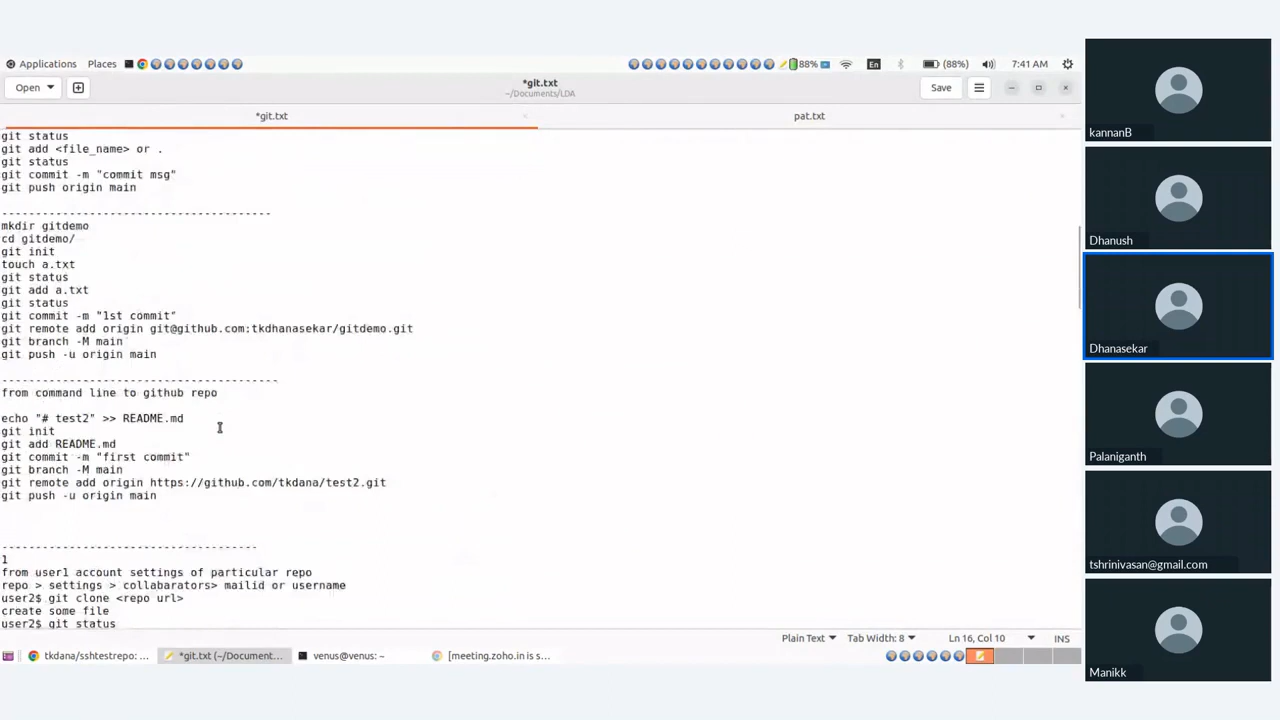 Applications Places 88% En (88%) 7:41 AM
Open *git.txt Save
~/Documents/LDA
*git.txt pat.txt
git status
git add <file_name> or .
git status
git commit -m "commit msg"
git push origin main
----------------------------------------
mkdir gitdemo
cd gitdemo/
git init
touch a.txt
git status
git add a.txt
git status
git commit -m "1st commit"
git remote add origin git@github.com:tkdhanasekar/gitdemo.git
git branch -M main
git push -u origin main
-----------------------------------------
from command line to github repo
echo "# test2" >> README.md
git init
git add README.md
git commit -m "first commit"
git branch -M main
git remote add origin https://github.com/tkdana/test2.git
git push -u origin main
--------------------------------------
1
from user1 account settings of particular repo
repo > settings > collabarators> mailid or username
user2$ git clone <repo url>
create some file
user2$ git status
Plain Text Tab Width: 8 Ln 16, Col 10 INS
tkdana/sshtestrepo: ... *git.txt (~/Document... venus@venus: ~ [meeting.zoho.in is s...
kannanB
Dhanush
Dhanasekar
Palaniganth
tshrinivasan@gmail.com
Manikk